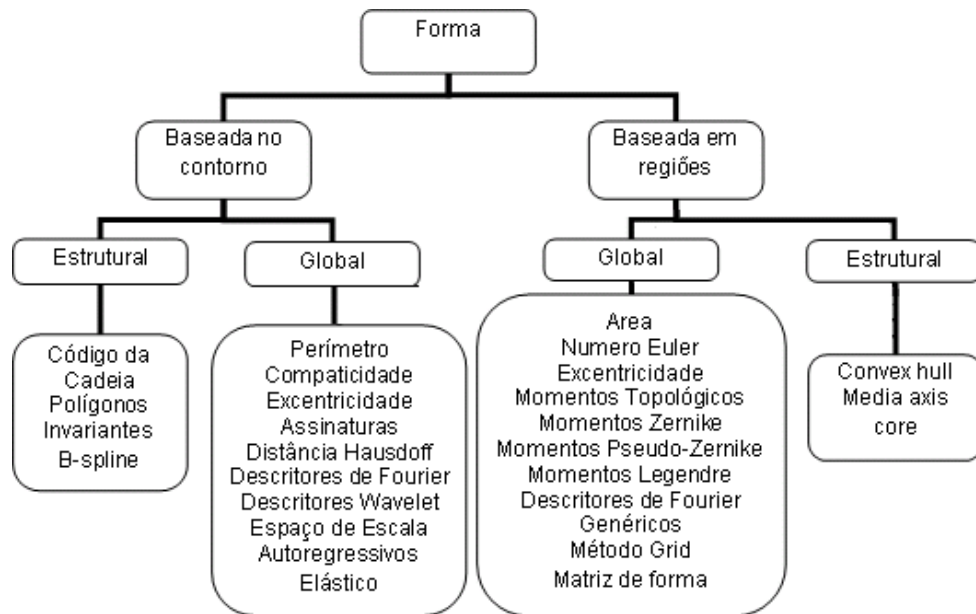 Forma
Baseada no
contorno
Baseada em
regiões
Estrutural
Global
Global
Estrutural
Código da
Cadeia
Polígonos
Invariantes
B-spline
Perímetro
Compaticidade
Excentricidade
Assinaturas
Distância Hausdoff
Descritores de Fourier
Descritores Wavelet
Espaço de Escala
Autoregressivos
Elástico
Area
Numero Euler
Excentricidade
Momentos Topológicos
Momentos Zernike
Momentos Pseudo-Zernike
Momentos Legendre
Descritores de Fourier
Genéricos
Método Grid
Matriz de forma
Convex hull
Media axis
core